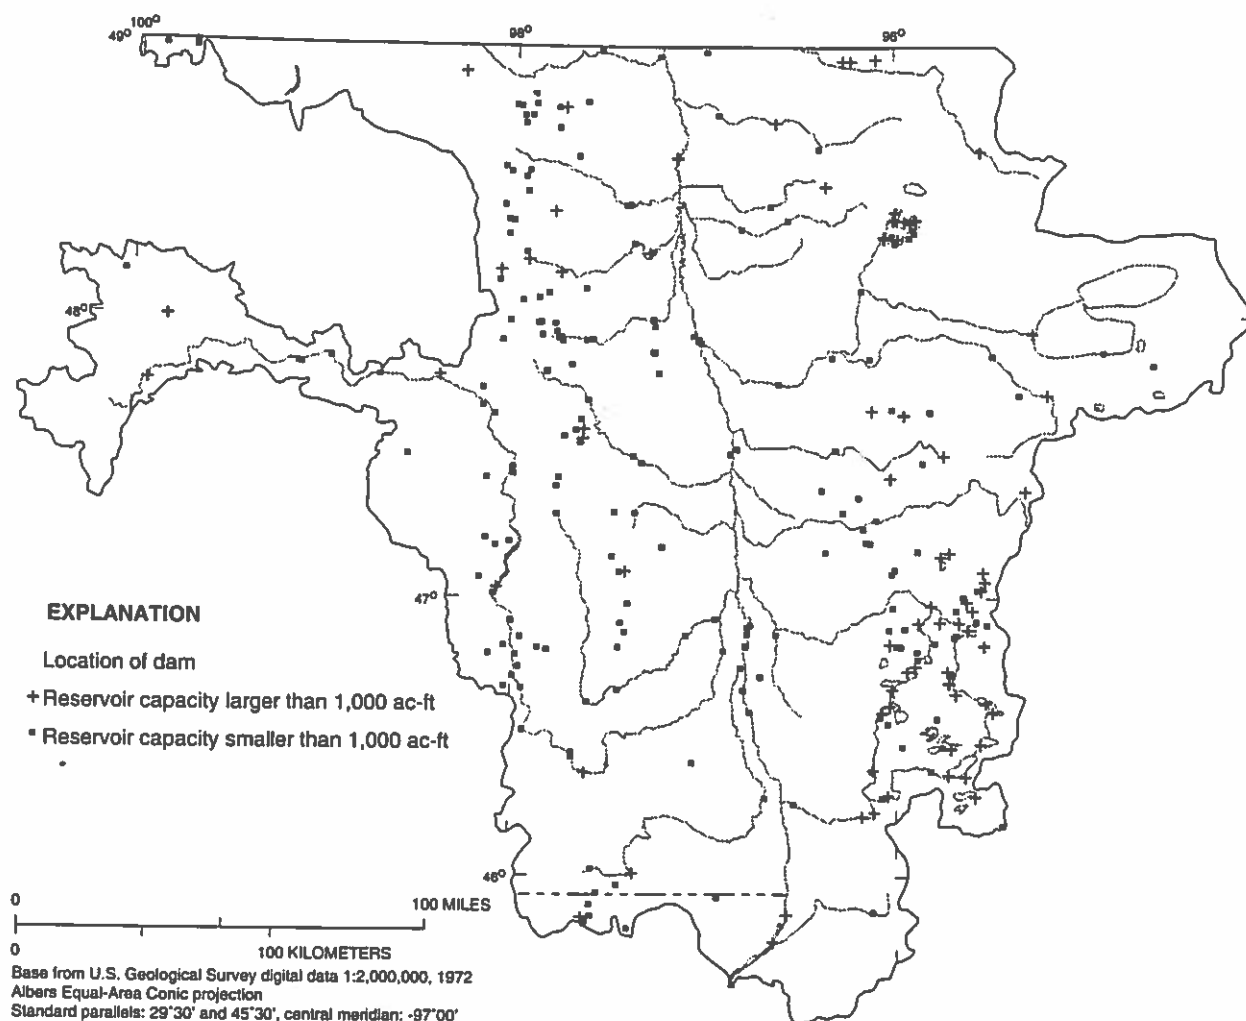 100°
49°
98°
96°
48°
47°
EXPLANATION
Location of dam
+ Reservoir capacity larger than 1,000 ac-ft
▪ Reservoir capacity smaller than 1,000 ac-ft
46°
0 100 MILES
0 100 KILOMETERS
Base from U.S. Geological Survey digital data 1:2,000,000, 1972
Albers Equal-Area Conic projection
Standard parallels: 29°30' and 45°30', central meridian: -97°00'